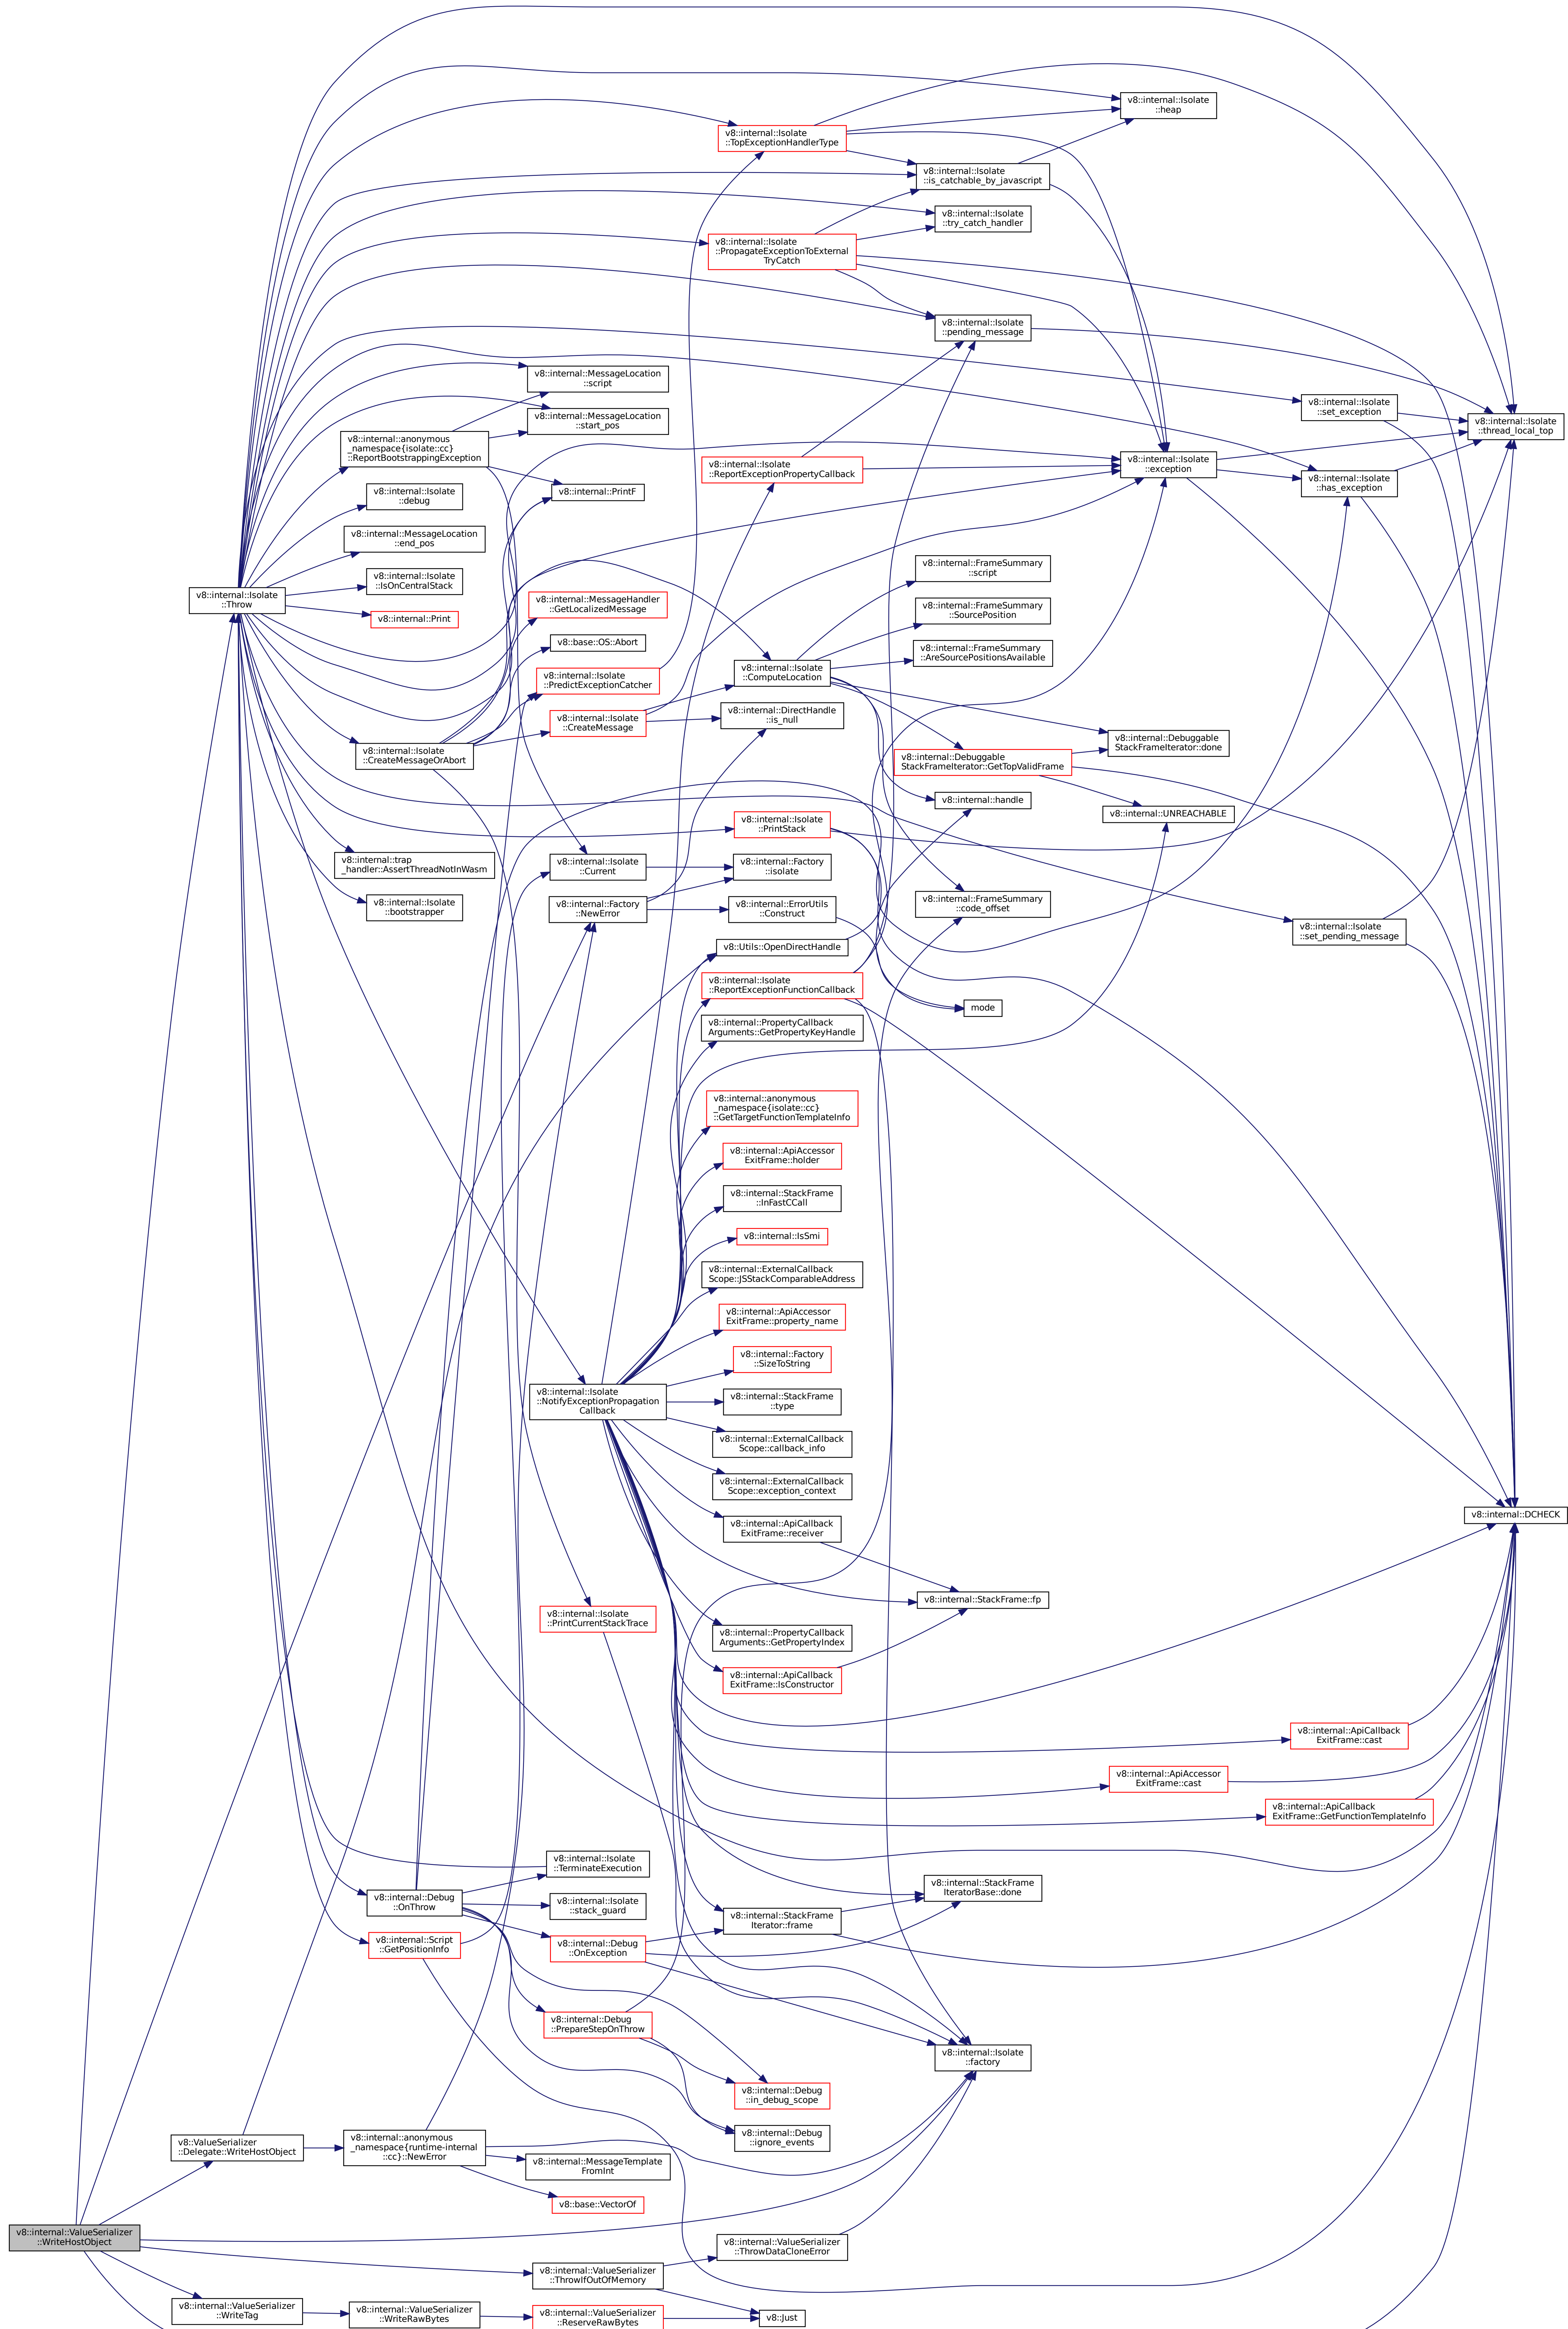 v8::internal::Isolate
::heap
v8::internal::Isolate
::TopExceptionHandlerType
v8::internal::Isolate
::is_catchable_by_javascript
v8::internal::Isolate
::try_catch_handler
v8::internal::Isolate
::PropagateExceptionToExternal
TryCatch
v8::internal::Isolate
::pending_message
v8::internal::MessageLocation
::script
v8::internal::Isolate
::set_exception
v8::internal::MessageLocation
::start_pos
v8::internal::Isolate
::thread_local_top
v8::internal::anonymous
_namespace{isolate::cc}
::ReportBootstrappingException
v8::internal::Isolate
::ReportExceptionPropertyCallback
v8::internal::Isolate
::exception
v8::internal::Isolate
::has_exception
v8::internal::Isolate
::debug
v8::internal::PrintF
v8::internal::MessageLocation
::end_pos
v8::internal::FrameSummary
::script
v8::internal::Isolate
::IsOnCentralStack
v8::internal::Isolate
::Throw
v8::internal::MessageHandler
::GetLocalizedMessage
v8::internal::FrameSummary
::SourcePosition
v8::internal::Print
v8::base::OS::Abort
v8::internal::FrameSummary
::AreSourcePositionsAvailable
v8::internal::Isolate
::PredictExceptionCatcher
v8::internal::Isolate
::ComputeLocation
v8::internal::Isolate
::CreateMessage
v8::internal::DirectHandle
::is_null
v8::internal::Debuggable
StackFrameIterator::done
v8::internal::Isolate
::CreateMessageOrAbort
v8::internal::Debuggable
StackFrameIterator::GetTopValidFrame
v8::internal::handle
v8::internal::UNREACHABLE
v8::internal::Isolate
::PrintStack
v8::internal::trap
_handler::AssertThreadNotInWasm
v8::internal::Isolate
::Current
v8::internal::Factory
::isolate
v8::internal::Isolate
::bootstrapper
v8::internal::Factory
::NewError
v8::internal::ErrorUtils
::Construct
v8::internal::FrameSummary
::code_offset
v8::internal::Isolate
::set_pending_message
v8::Utils::OpenDirectHandle
v8::internal::Isolate
::ReportExceptionFunctionCallback
mode
v8::internal::PropertyCallback
Arguments::GetPropertyKeyHandle
v8::internal::anonymous
_namespace{isolate::cc}
::GetTargetFunctionTemplateInfo
v8::internal::ApiAccessor
ExitFrame::holder
v8::internal::StackFrame
::InFastCCall
v8::internal::IsSmi
v8::internal::ExternalCallback
Scope::JSStackComparableAddress
v8::internal::ApiAccessor
ExitFrame::property_name
v8::internal::Factory
::SizeToString
v8::internal::Isolate
::NotifyExceptionPropagation
Callback
v8::internal::StackFrame
::type
v8::internal::ExternalCallback
Scope::callback_info
v8::internal::ExternalCallback
Scope::exception_context
v8::internal::DCHECK
v8::internal::ApiCallback
ExitFrame::receiver
v8::internal::StackFrame::fp
v8::internal::Isolate
::PrintCurrentStackTrace
v8::internal::PropertyCallback
Arguments::GetPropertyIndex
v8::internal::ApiCallback
ExitFrame::IsConstructor
v8::internal::ApiCallback
ExitFrame::cast
v8::internal::ApiAccessor
ExitFrame::cast
v8::internal::ApiCallback
ExitFrame::GetFunctionTemplateInfo
v8::internal::Isolate
::TerminateExecution
v8::internal::StackFrame
IteratorBase::done
v8::internal::Debug
::OnThrow
v8::internal::Isolate
::stack_guard
v8::internal::StackFrame
Iterator::frame
v8::internal::Script
::GetPositionInfo
v8::internal::Debug
::OnException
v8::internal::Debug
::PrepareStepOnThrow
v8::internal::Isolate
::factory
v8::internal::Debug
::in_debug_scope
v8::internal::Debug
::ignore_events
v8::ValueSerializer
::Delegate::WriteHostObject
v8::internal::anonymous
_namespace{runtime-internal
::cc}::NewError
v8::internal::MessageTemplate
FromInt
v8::base::VectorOf
v8::internal::ValueSerializer
::WriteHostObject
v8::internal::ValueSerializer
::ThrowDataCloneError
v8::internal::ValueSerializer
::ThrowIfOutOfMemory
v8::internal::ValueSerializer
::WriteTag
v8::internal::ValueSerializer
::WriteRawBytes
v8::internal::ValueSerializer
::ReserveRawBytes
v8::Just